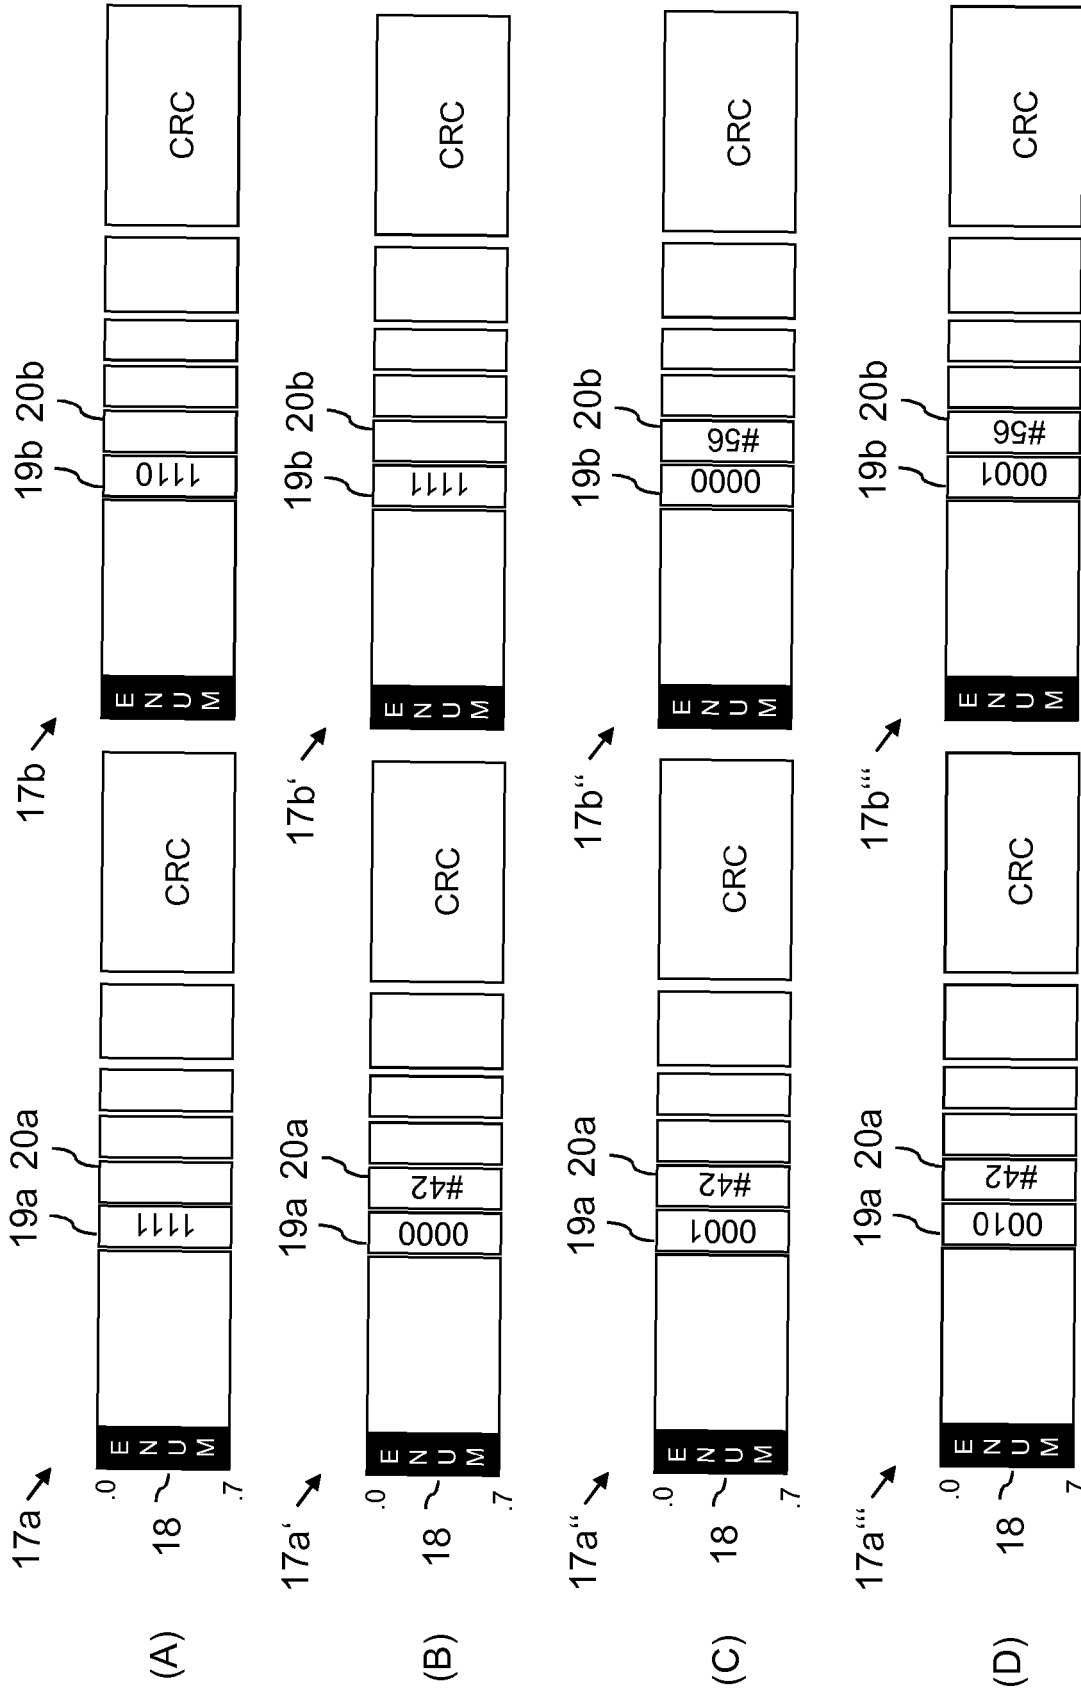 17a 19a 20a 17b 19b 20b
(A) 18 .0 .7 ENUM 1111 CRC ENUM 1110 CRC
17a‘ 19a 20a 17b‘ 19b 20b
(B) 18 .0 .7 ENUM 0000 #42 CRC ENUM 1111 CRC
17a“ 19a 20a 17b“ 19b 20b
(C) 18 .0 .7 ENUM 0001 #42 CRC ENUM 0000 #56 CRC
17a“‘ 19a 20a 17b“‘ 19b 20b
(D) 18 .0 .7 ENUM 0010 #42 CRC ENUM 0001 #56 CRC